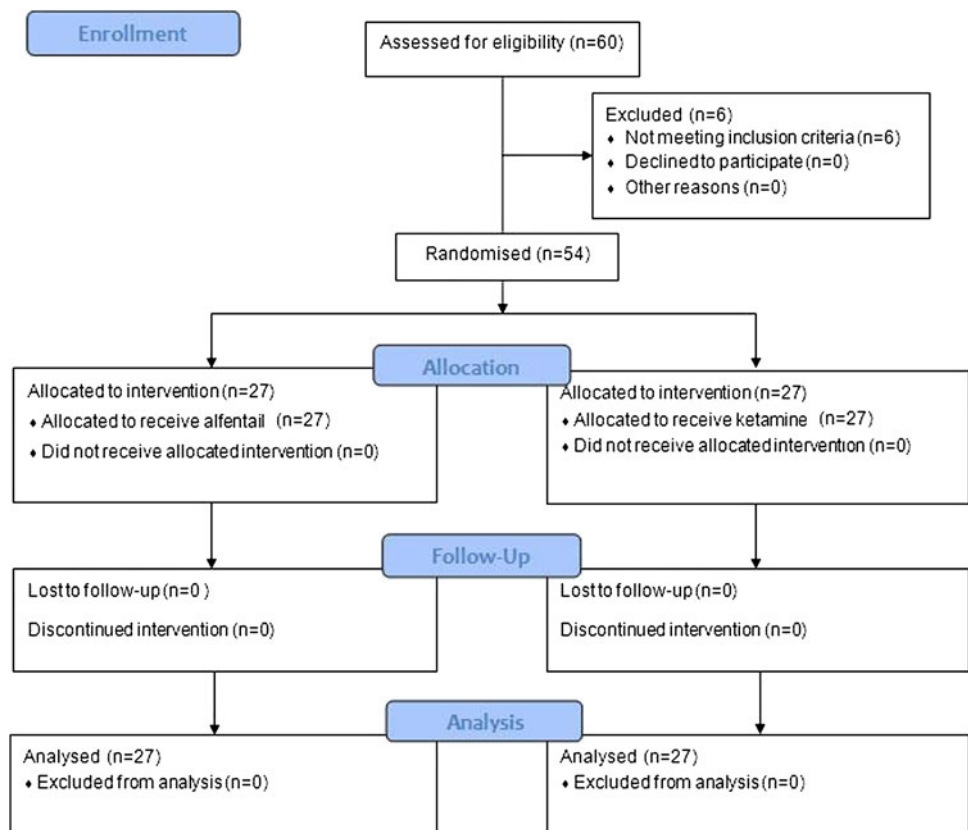 Enrollment
Assessed for eligibility (n=60)
Excluded (n=6)
♦ Not meeting inclusion criteria (n=6)
♦ Declined to participate (n=0)
♦ Other reasons (n=0)
Randomised (n=54)
Allocation
Allocated to intervention (n=27)
♦ Allocated to receive alfentail (n=27)
♦ Did not receive allocated intervention (n=0)
Allocated to intervention (n=27)
♦ Allocated to receive ketamine (n=27)
♦ Did not receive allocated intervention (n=0)
Follow-Up
Lost to follow-up (n=0 )
Discontinued intervention (n=0)
Lost to follow-up (n=0)
Discontinued intervention (n=0)
Analysis
Analysed (n=27)
♦ Excluded from analysis (n=0)
Analysed (n=27)
♦ Excluded from analysis (n=0)